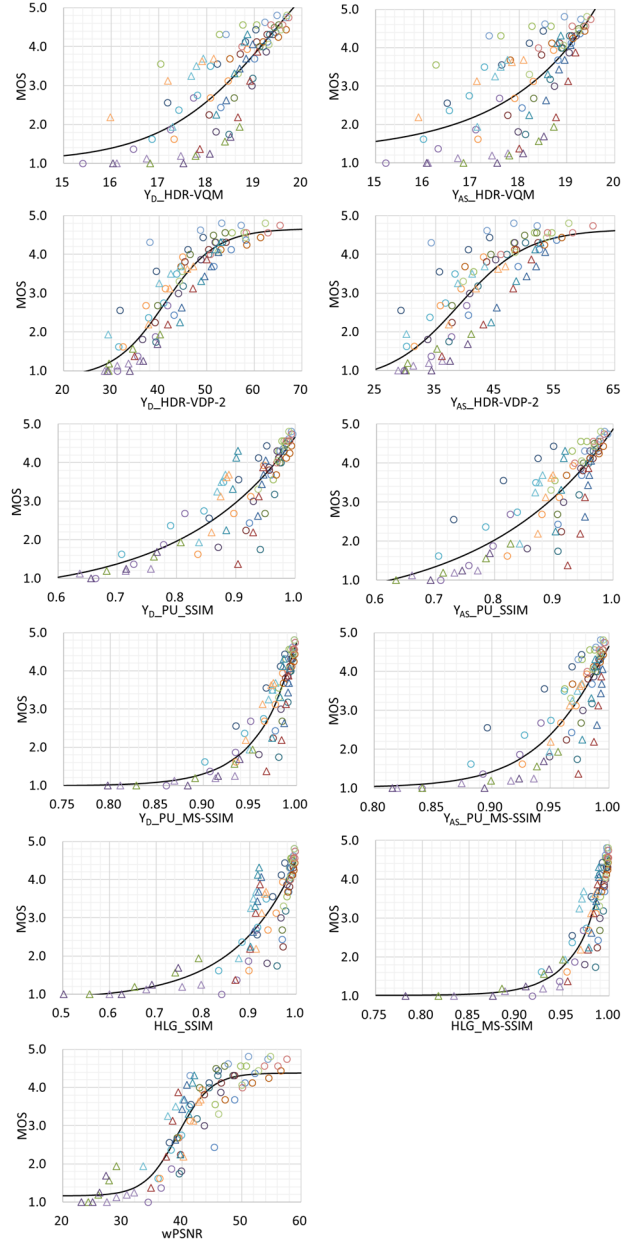 5.0 5.0
4.0 4.0
MOS 3.0 MOS 3.0
2.0 2.0
1.0 1.0
15 16 17 18 19 20 15 16 17 18 19 20
YD_HDR-VQM YAS_HDR-VQM
5.0 5.0
4.0 4.0
MOS 3.0 MOS 3.0
2.0 2.0
1.0 1.0
20 30 40 50 60 70 25 35 45 55 65
YD_HDR-VDP-2 YAS_HDR-VDP-2
5.0 5.0
4.0 4.0
MOS 3.0 MOS 3.0
2.0 2.0
1.0 1.0
0.6 0.7 0.8 0.9 1.0 0.6 0.7 0.8 0.9 1.0
YD_PU_SSIM YAS_PU_SSIM
5.0 5.0
4.0 4.0
MOS 3.0 MOS 3.0
2.0 2.0
1.0 1.0
0.75 0.80 0.85 0.90 0.95 1.00 0.80 0.85 0.90 0.95 1.00
YD_PU_MS-SSIM YAS_PU_MS-SSIM
5.0 5.0
4.0 4.0
MOS 3.0 MOS 3.0
2.0 2.0
1.0 1.0
0.5 0.6 0.7 0.8 0.9 1.0 0.75 0.80 0.85 0.90 0.95 1.00
HLG_SSIM HLG_MS-SSIM
5.0
4.0
MOS 3.0
2.0
1.0
20 30 40 50 60
wPSNR